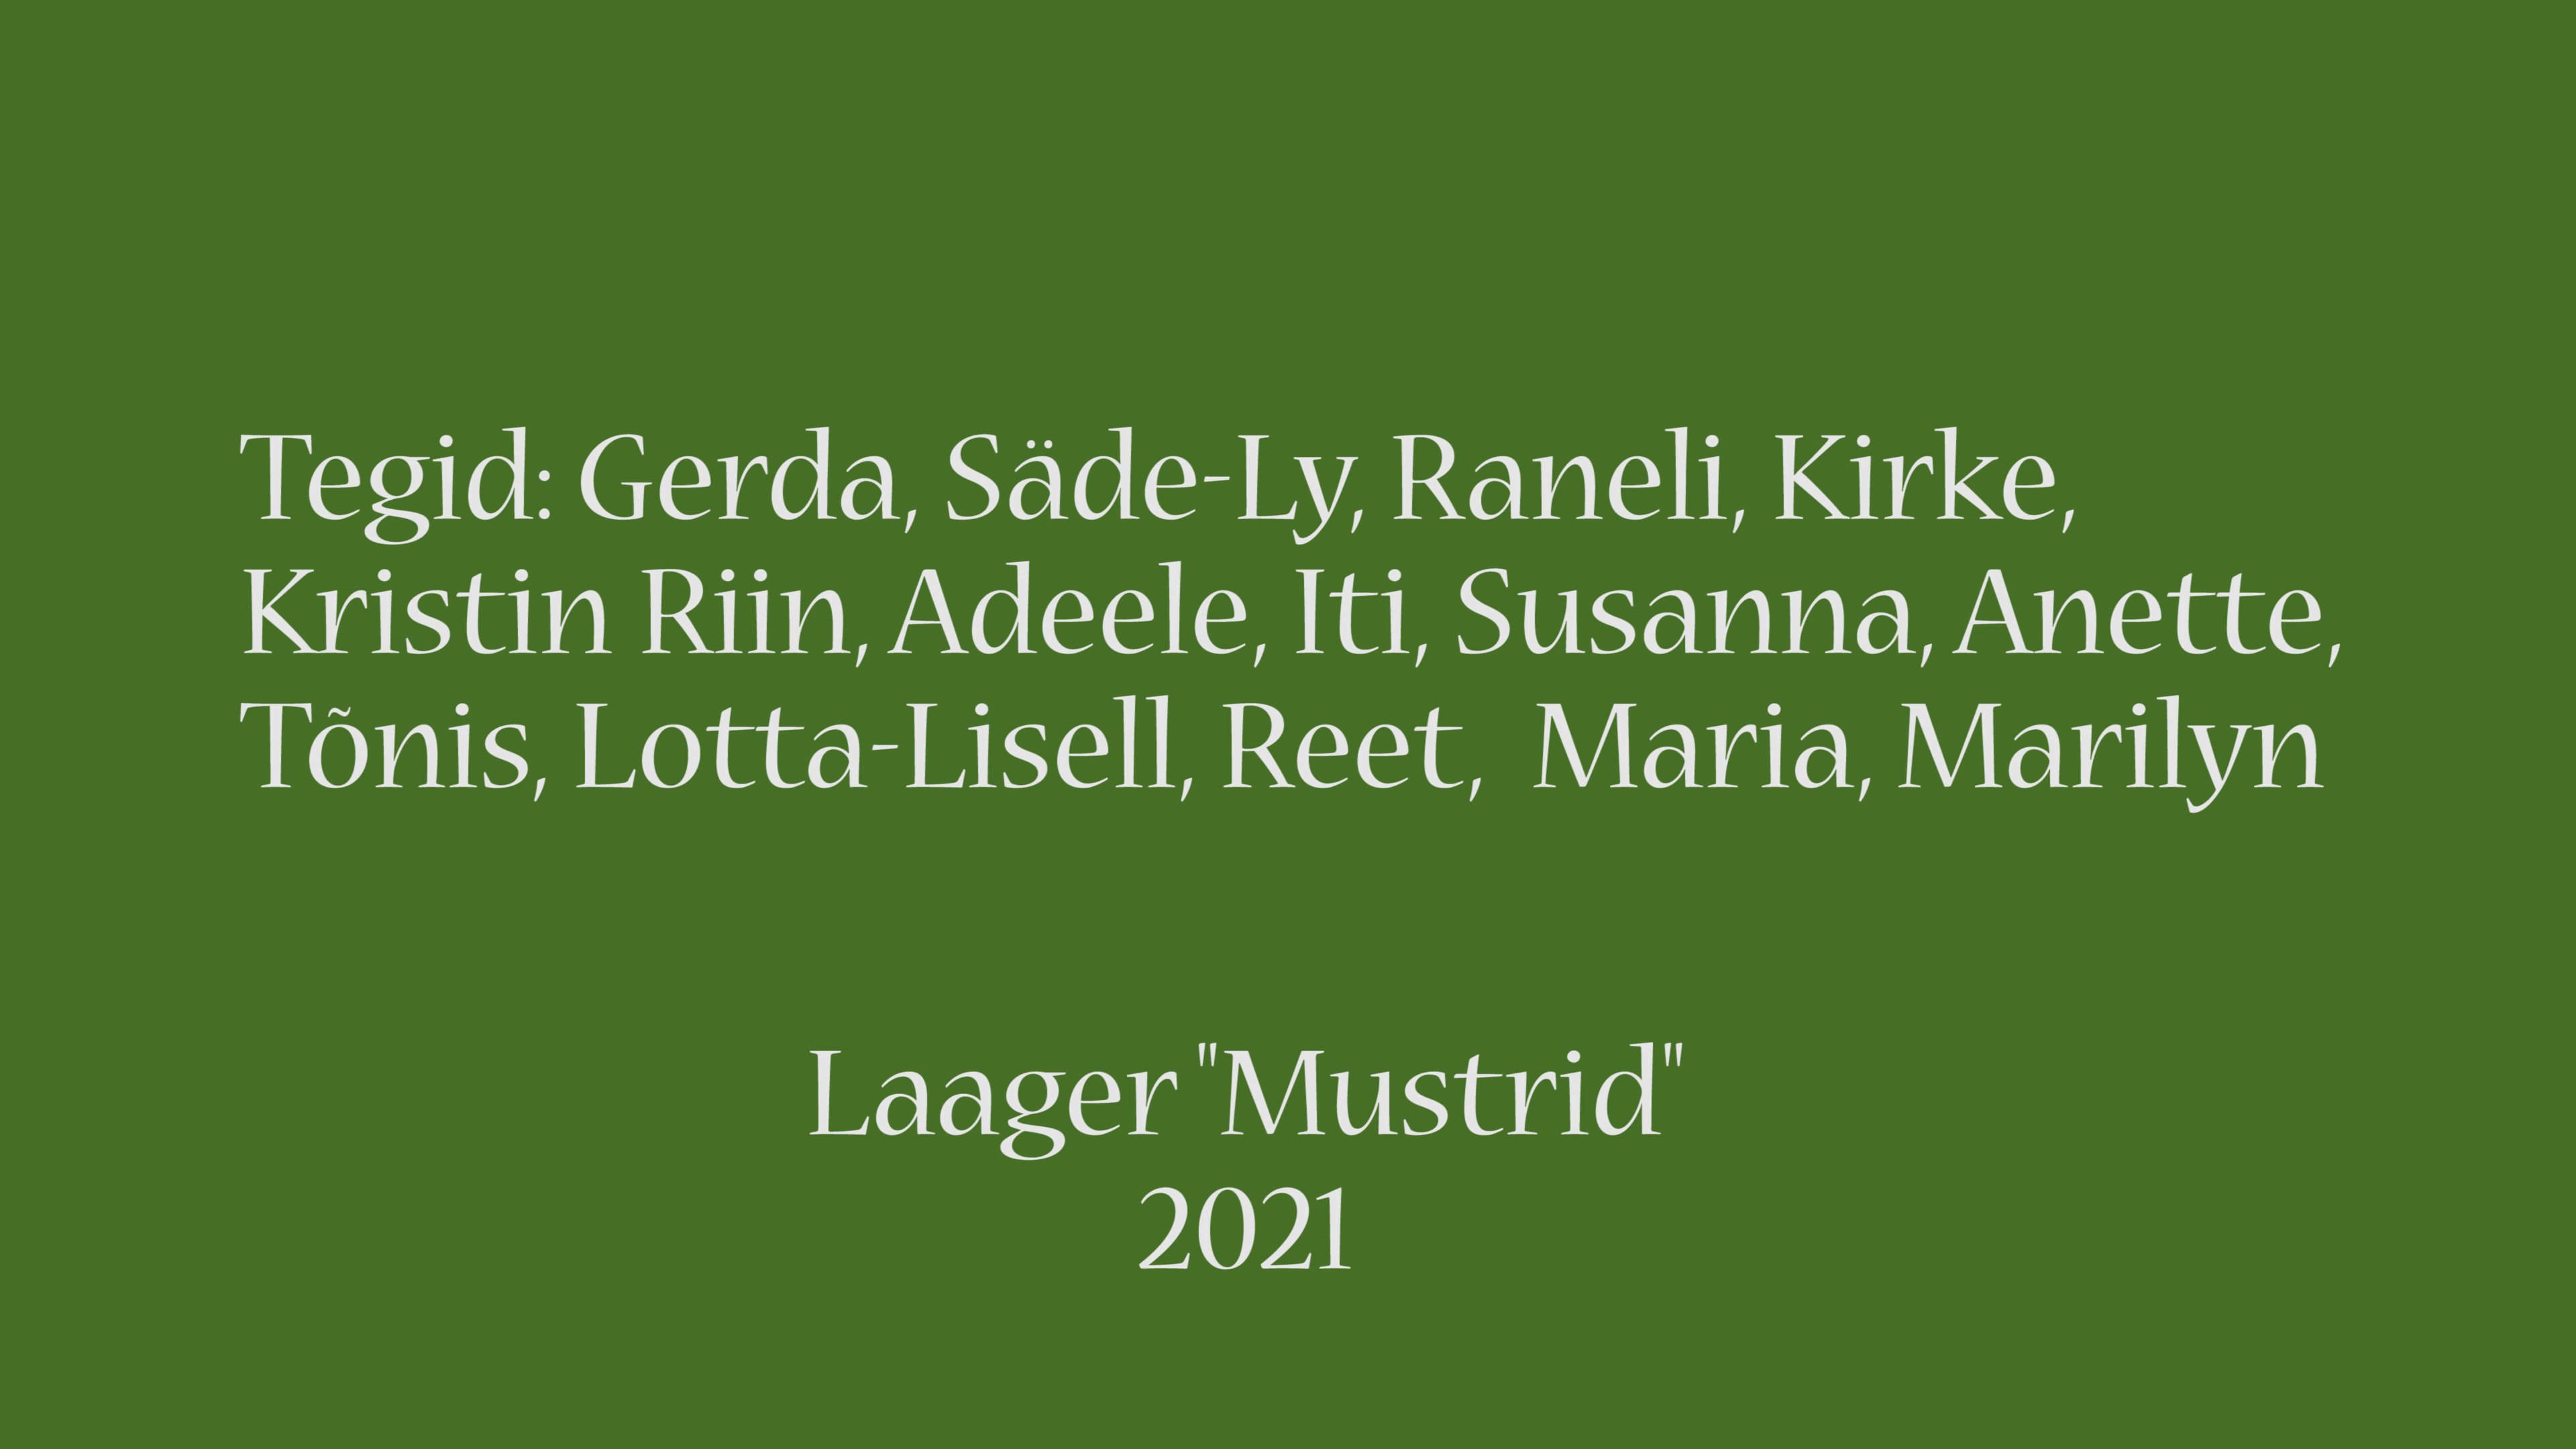 Tegid: Gerda, Säde-Ly, Raneli, Kirke,
Kristin Riin, Adeele, Iti, Susanna, Anette,
Tõnis, Lotta-Lisell, Reet,  Maria, Marilyn
Laager "Mustrid"
2021